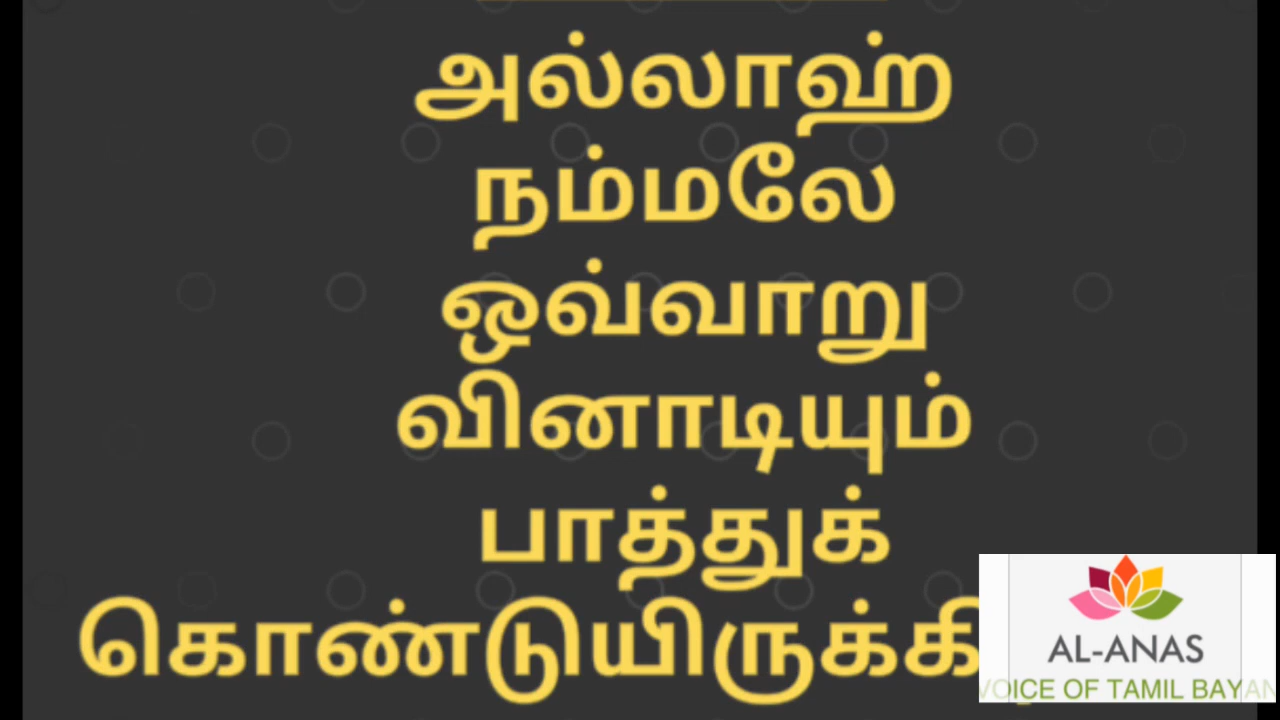 அல்லாஹ்
நம்மலே
ஒவ்வாறு
வினாடியும்
பாத்துக்
கொண்டுயிருக்கி
AL-ANAS
VOICE OF TAMIL BAYAN